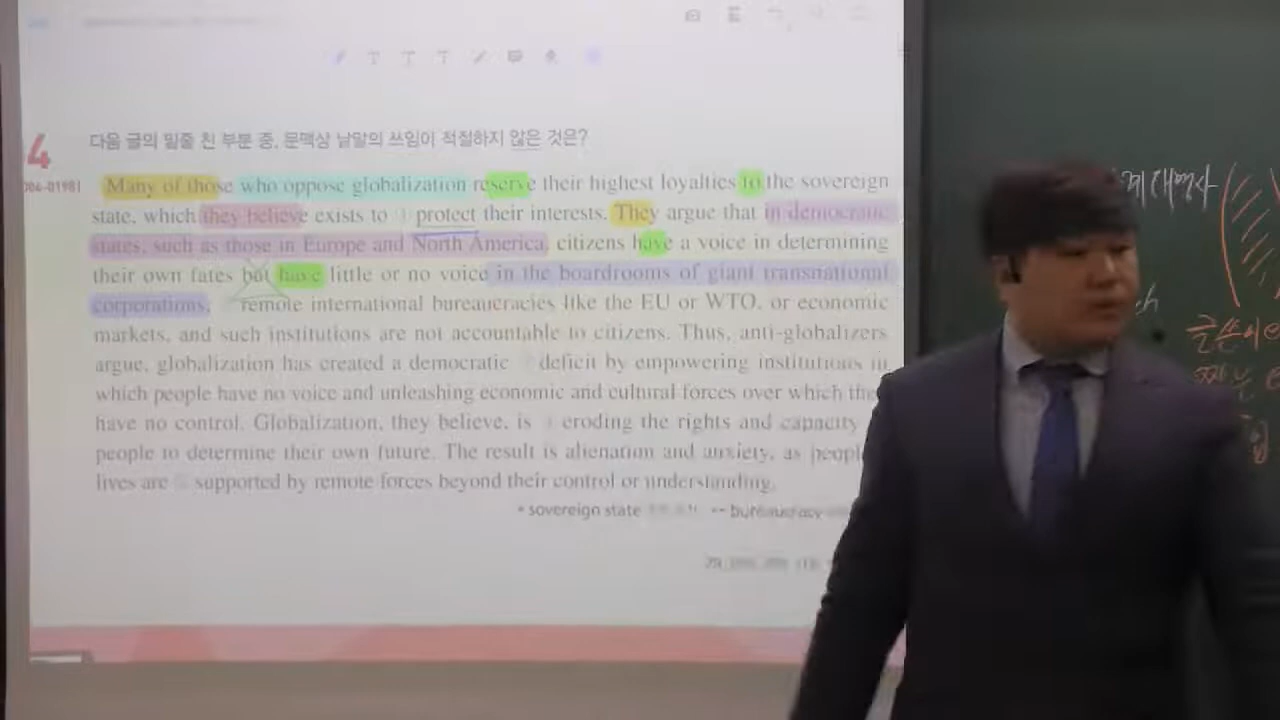 4
다음 글의 밑줄 친 부분 중, 문맥상 낱말의 쓰임이 적절하지 않은 것은?
Many of those who oppose globalization reserve their highest loyalties to the sovereign
state, which they believe exists to ① protect their interests. They argue that in democratic
states, such as those in Europe and North America, citizens have a voice in determining
their own fates but have little or no voice in the boardrooms of giant transnational
corporations, remote international bureaucracies like the EU or WTO, or economic
markets, and such institutions are not accountable to citizens. Thus, anti-globalizers
argue, globalization has created a democratic deficit by empowering institutions in
which people have no voice and unleashing economic and cultural forces over which they
have no control. Globalization, they believe, is eroding the rights and capacity
people to determine their own future. The result is alienation and anxiety, as people
lives are supported by remote forces beyond their control or understanding.
* sovereign state ** bureaucracy